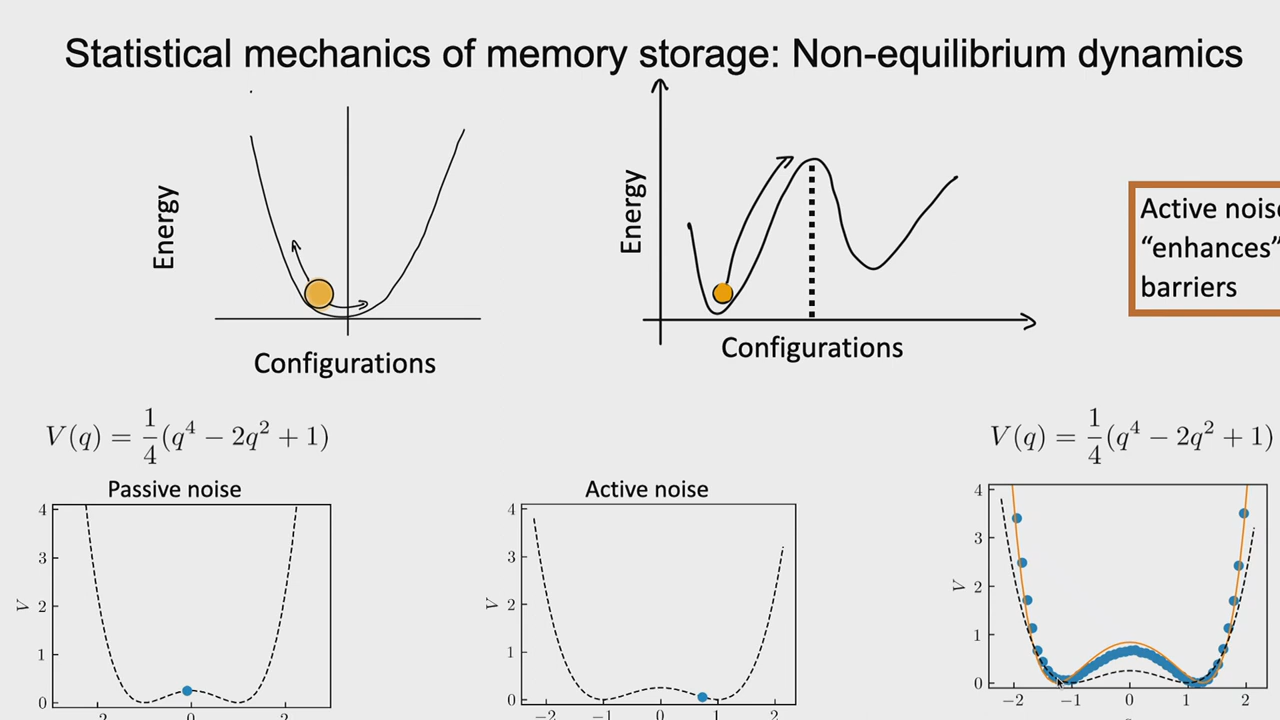 Statistical mechanics of memory storage: Non-equilibrium dynamics
Energy
Configurations
Energy
Configurations
Active
“enhances”
barriers
V(q) = 1/4 (q⁴ − 2q² + 1)
V(q) = 1/4 (q⁴ − 2q² + 1)
Passive noise
V
4
3
2
1
0
0
2
Active noise
V
4
3
2
1
0
−2
−1
0
1
2
V
4
3
2
1
0
−2
−1
0
1
2